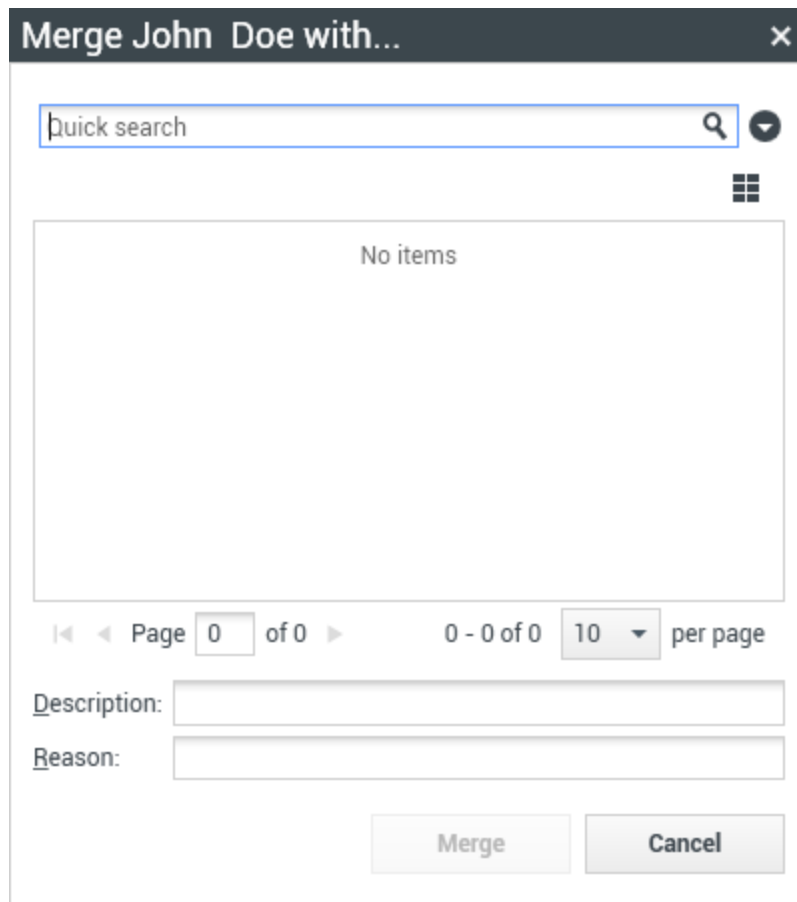 Merge John  Doe with...
Quick search
No items
Page 0 of 0 0 - 0 of 0 10 per page
Description:
Reason:
Merge Cancel